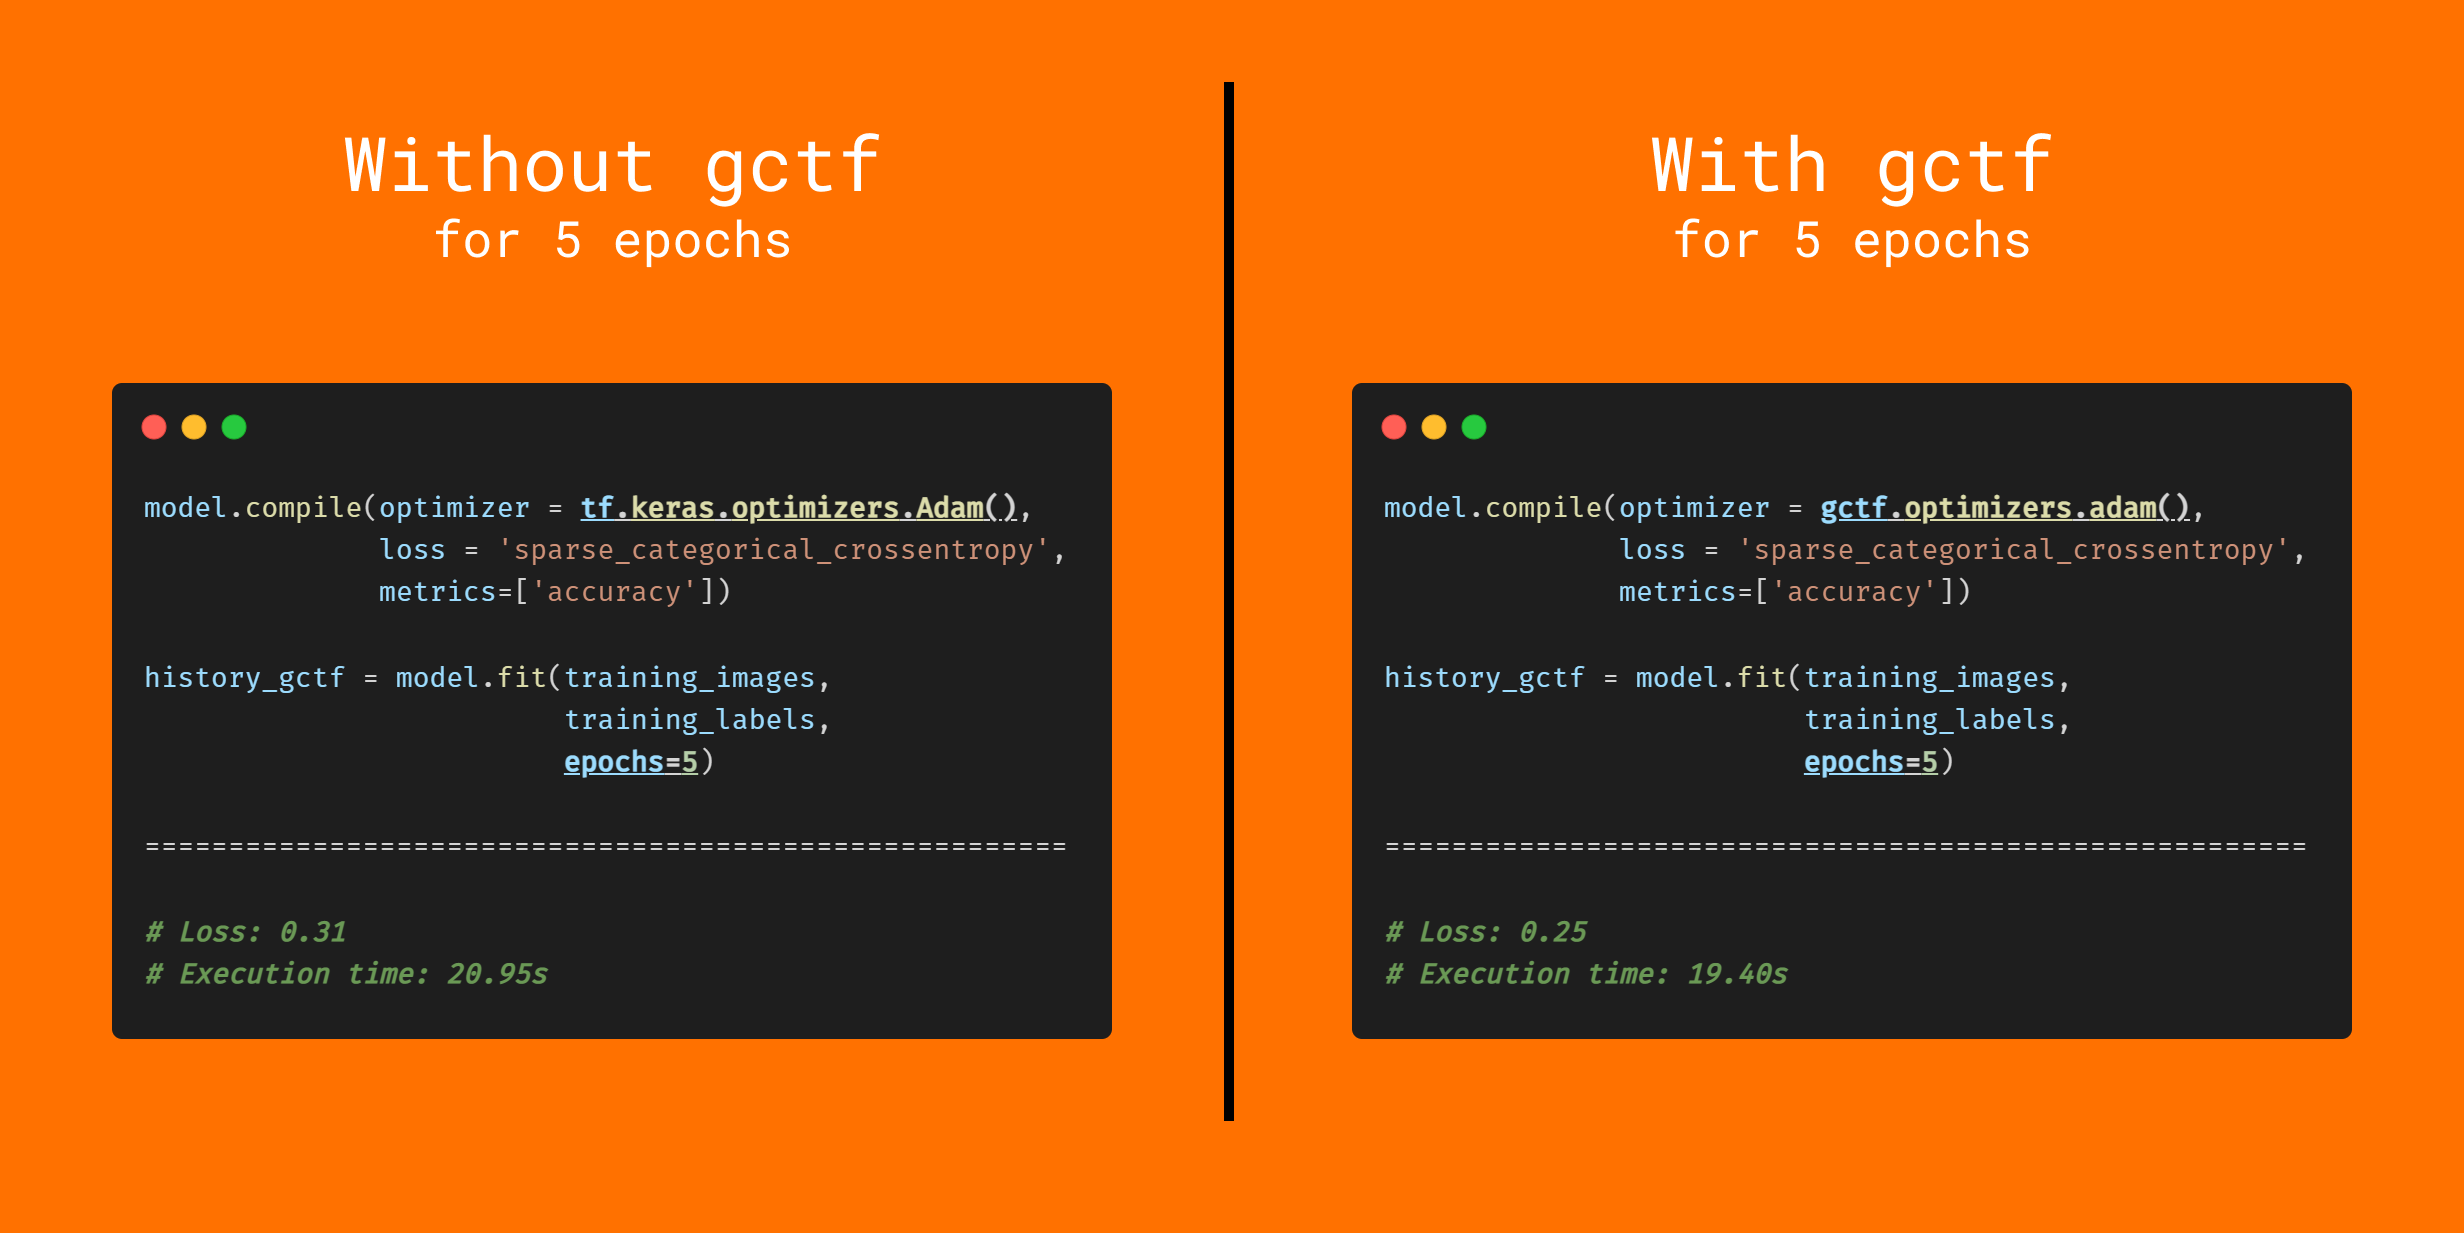 Without gctf
for 5 epochs
model.compile(optimizer = tf.keras.optimizers.Adam(),
              loss = 'sparse_categorical_crossentropy',
              metrics=['accuracy'])
history_gctf = model.fit(training_images,
                         training_labels,
                         epochs=5)
=======================================================
# Loss: 0.31
# Execution time: 20.95s
With gctf
for 5 epochs
model.compile(optimizer = gctf.optimizers.adam(),
              loss = 'sparse_categorical_crossentropy',
              metrics=['accuracy'])
history_gctf = model.fit(training_images,
                         training_labels,
                         epochs=5)
=======================================================
# Loss: 0.25
# Execution time: 19.40s